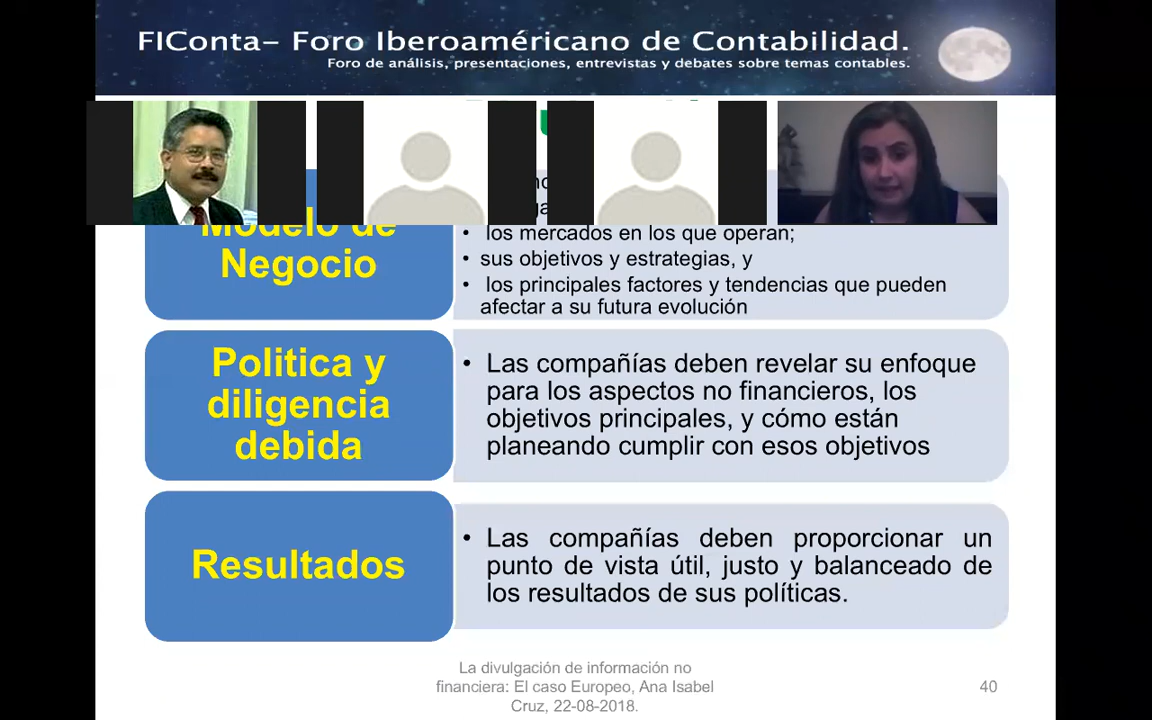 FIConta– Foro Iberoaméricano de Contabilidad.
Foro de análisis, presentaciones, entrevistas y debates sobre temas contables.
Modelo de
Negocio
• los mercados en los que operan;
• sus objetivos y estrategias, y
• los principales factores y tendencias que pueden
afectar a su futura evolución
Politica y
diligencia
debida
• Las compañías deben revelar su enfoque
para los aspectos no financieros, los
objetivos principales, y cómo están
planeando cumplir con esos objetivos
Resultados
• Las compañías deben proporcionar un
punto de vista útil, justo y balanceado de
los resultados de sus políticas.
La divulgación de información no
financiera: El caso Europeo, Ana Isabel
Cruz, 22-08-2018.
40